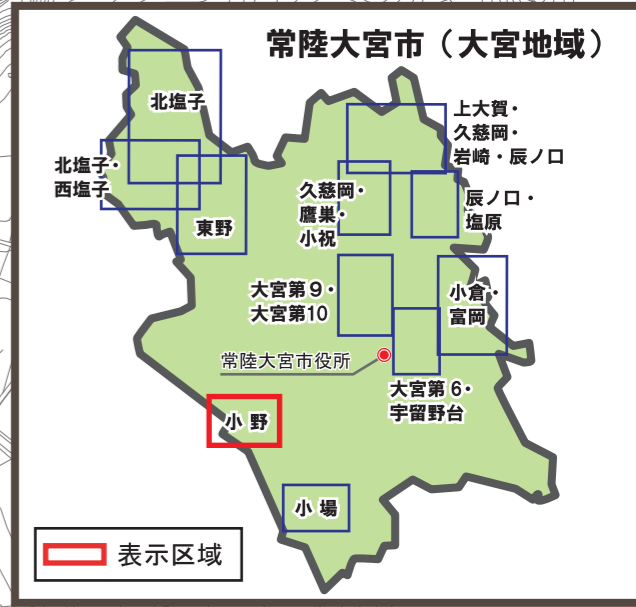 常陸大宮市（大宮地域）
北塩子
上大賀・
久慈岡・
岩崎・辰ノ口
北塩子・
西塩子
久慈岡・
鷹巣・
小祝
辰ノ口・
塩原
東野
大宮第９・
大宮第10
小倉・
富岡
常陸大宮市役所
大宮第６・
宇留野台
小 野
小 場
表示区域